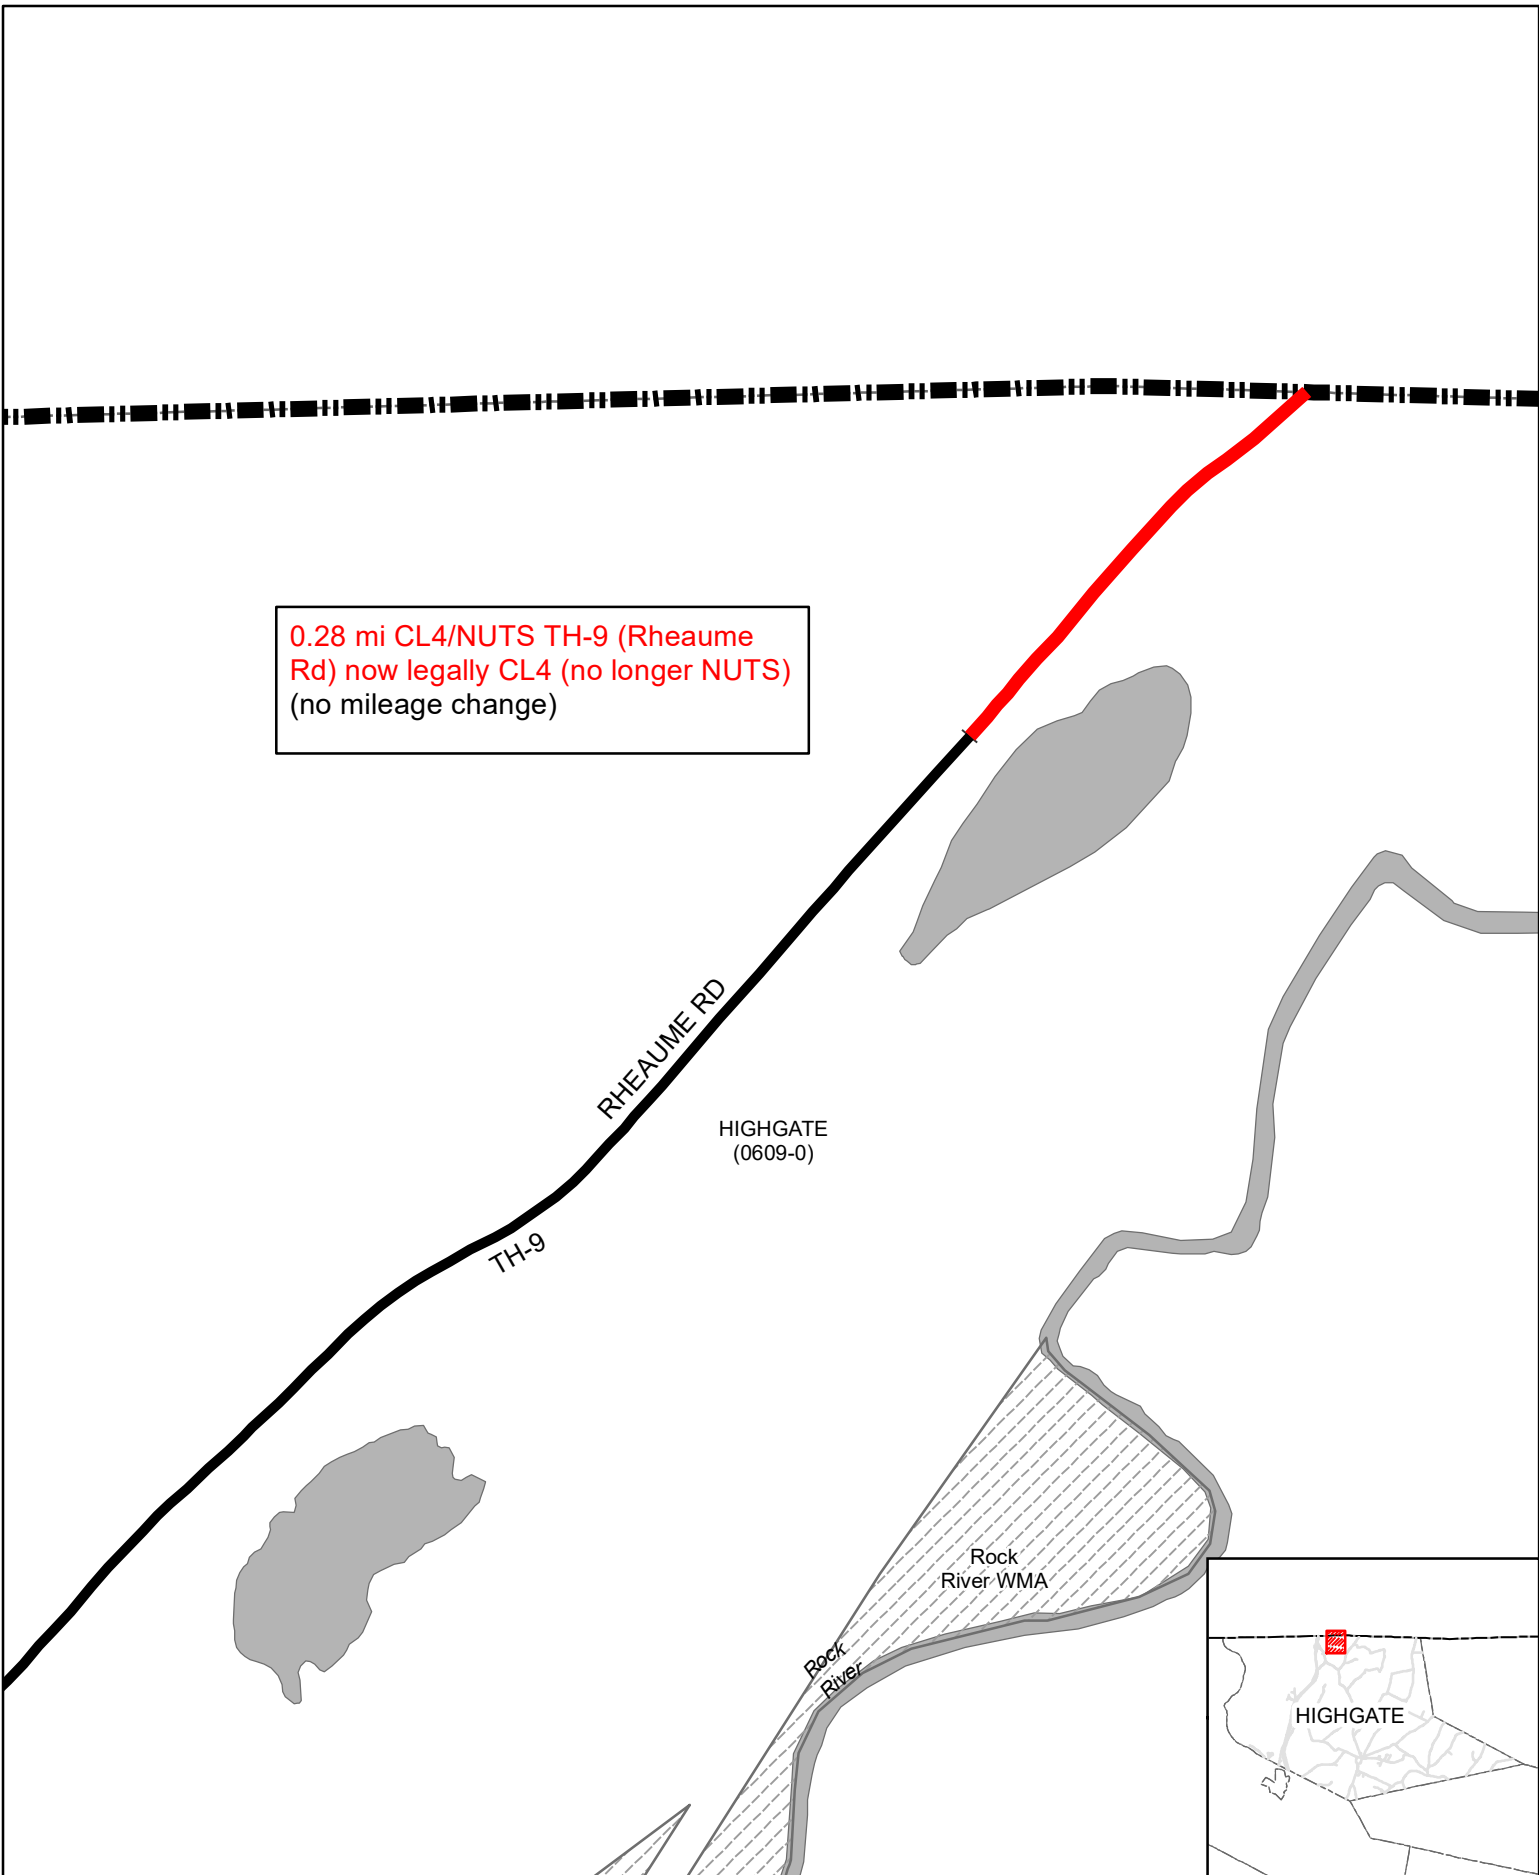 0.28 mi CL4/NUTS TH-9 (Rheaume
Rd) now legally CL4 (no longer NUTS)
(no mileage change)
RHEAUME RD
HIGHGATE
(0609-0)
TH-9
Rock
River WMA
Rock
River
HIGHGATE